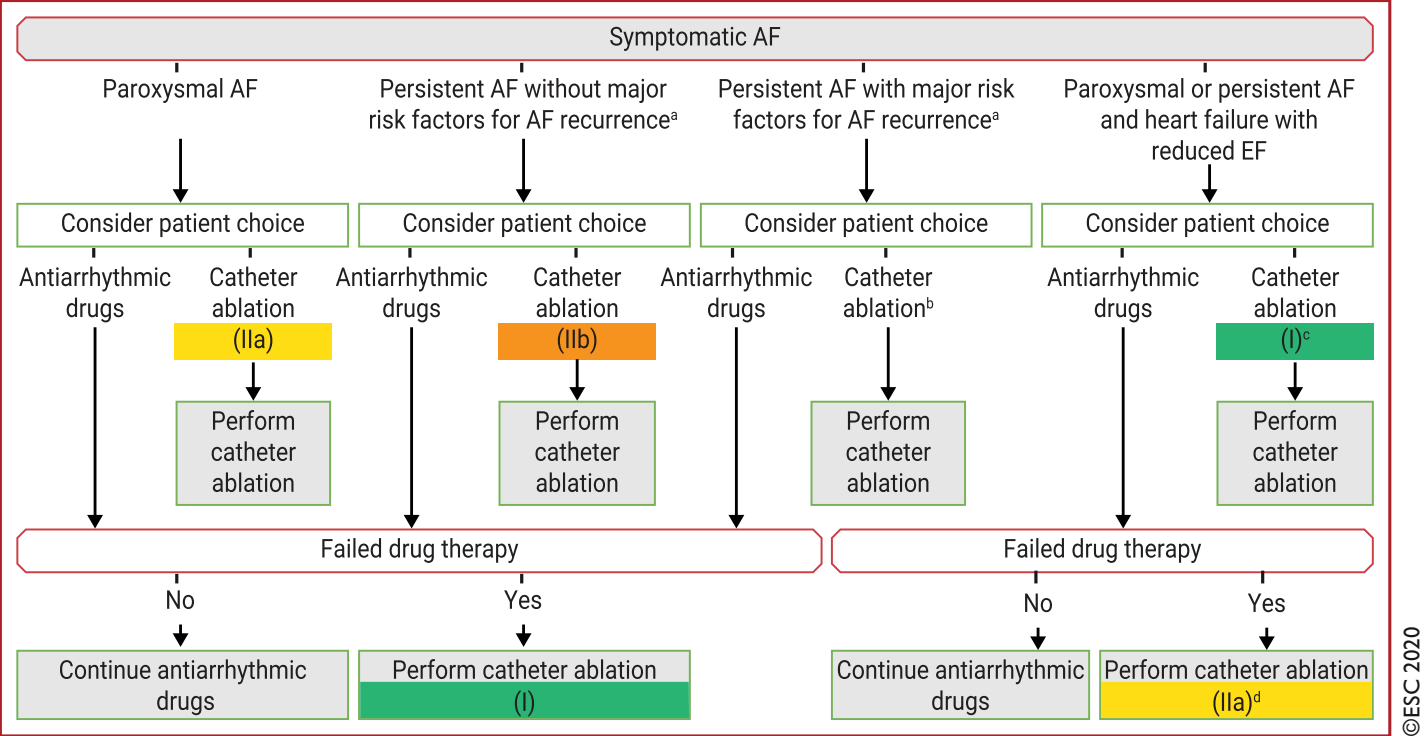 Symptomatic AF
Paroxysmal AF
Persistent AF without major
risk factors for AF recurrenceᵃ
Persistent AF with major risk
factors for AF recurrenceᵃ
Paroxysmal or persistent AF
and heart failure with
reduced EF
Consider patient choice
Consider patient choice
Consider patient choice
Consider patient choice
Antiarrhythmic
drugs
Catheter
ablation
(IIa)
Antiarrhythmic
drugs
Catheter
ablation
(IIb)
Antiarrhythmic
drugs
Catheter
ablationᵇ
Antiarrhythmic
drugs
Catheter
ablation
(I)ᶜ
Perform
catheter
ablation
Perform
catheter
ablation
Perform
catheter
ablation
Perform
catheter
ablation
Failed drug therapy
No
Yes
Continue antiarrhythmic
drugs
Perform catheter ablation
(I)
Failed drug therapy
No
Yes
Continue antiarrhythmic
drugs
Perform catheter ablation
(IIa)ᵈ
©ESC 2020